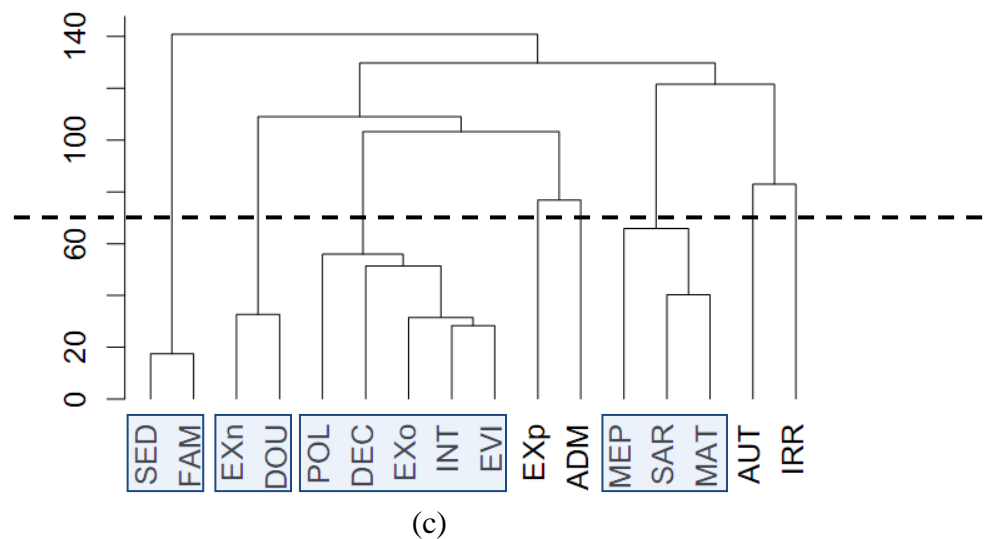 140
100
60
20
0
SED
FAM
EXn
DOU
POL
DEC
EXo
INT
EVI
EXp
ADM
MEP
SAR
MAT
AUT
IRR
(c)